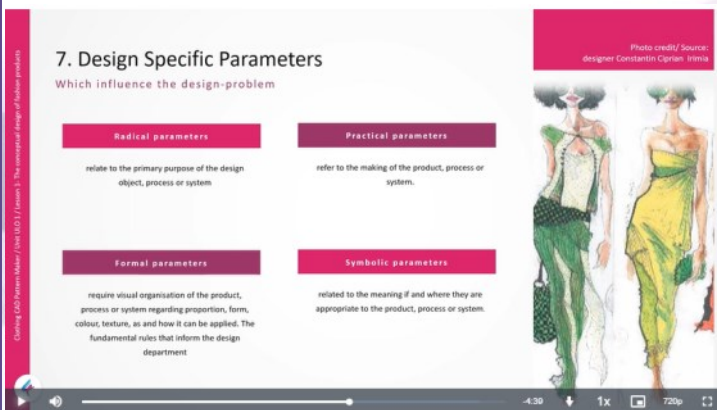 Photo credit/ Source:
designer Constantin Ciprian Irimia
7. Design Specific Parameters
Which influence the design-problem
Radical parameters
relate to the primary purpose of the design
object, process or system
Practical parameters
refer to the making of the product, process or
system.
Formal parameters
require visual organisation of the product,
process or system regarding proportion, form,
colour, texture, as and how it can be applied. The
fundamental rules that inform the design
department
Symbolic parameters
related to the meaning if and where they are
appropriate to the product, process or system.
Clothing CAD Pattern Maker / Unit ULO 1 / Lesson 1: The conceptual design of fashion products
-4:39
1x
720p